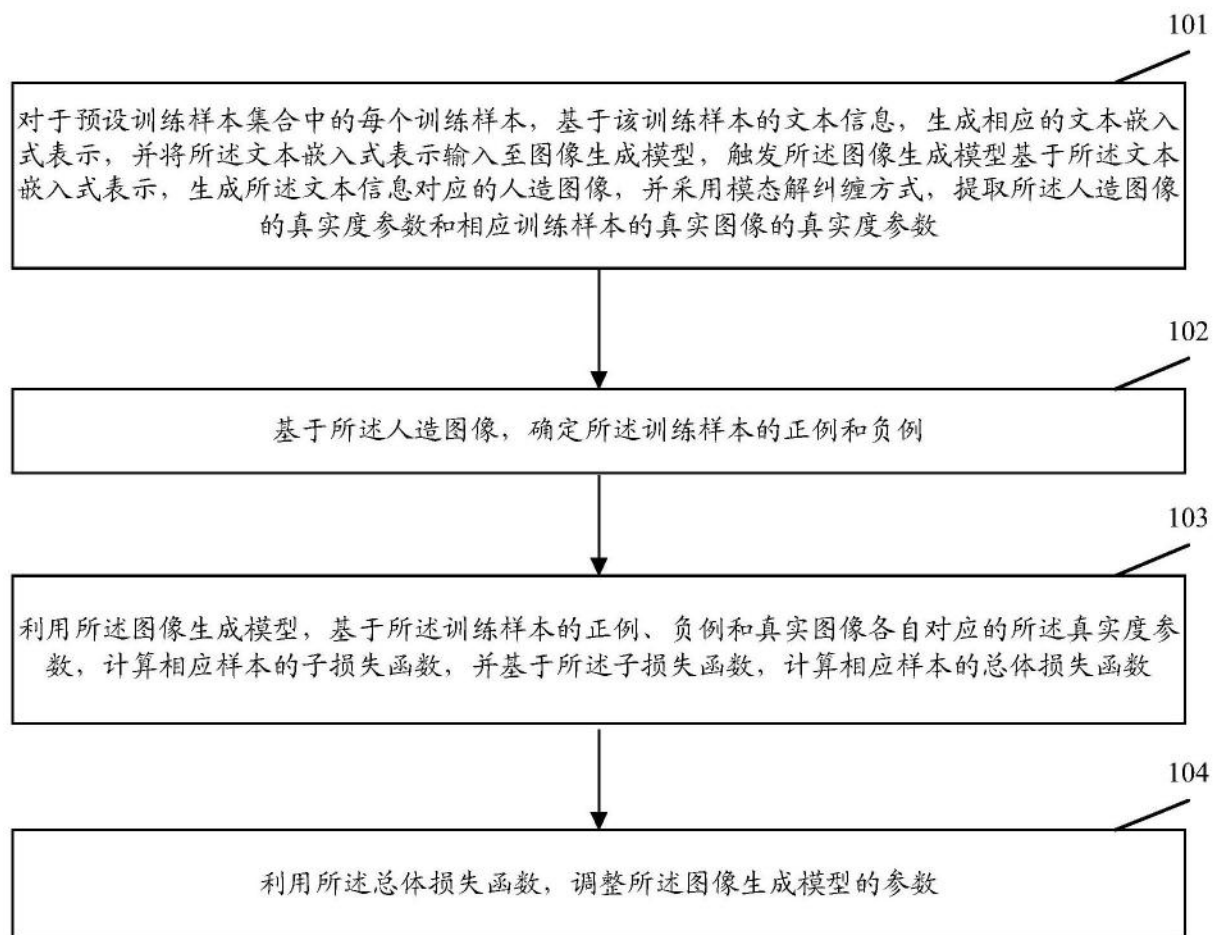 101
对于预设训练样本集合中的每个训练样本，基于该训练样本的文本信息，生成相应的文本嵌入
式表示，并将所述文本嵌入式表示输入至图像生成模型，触发所述图像生成模型基于所述文本
嵌入式表示，生成所述文本信息对应的人造图像，并采用模态解纠缠方式，提取所述人造图像
的真实度参数和相应训练样本的真实图像的真实度参数
102
基于所述人造图像，确定所述训练样本的正例和负例
103
利用所述图像生成模型，基于所述训练样本的正例、负例和真实图像各自对应的所述真实度参
数，计算相应样本的子损失函数，并基于所述子损失函数，计算相应样本的总体损失函数
104
利用所述总体损失函数，调整所述图像生成模型的参数